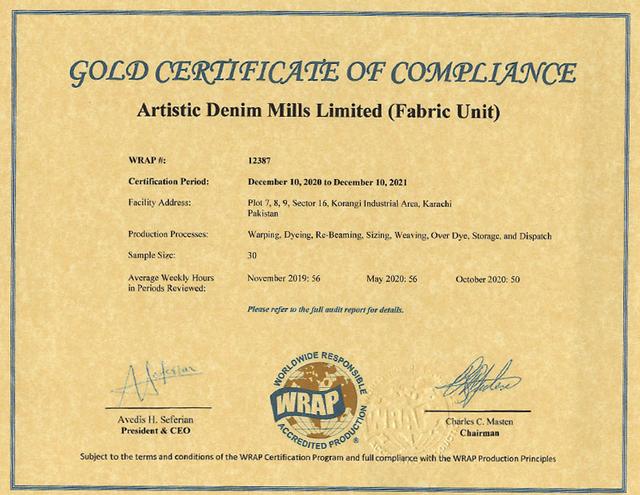 GOLD CERTIFICATE OF COMPLIANCE
Artistic Denim Mills Limited (Fabric Unit)
WRAP #: 12387
Certification Period: December 10, 2020 to December 10, 2021
Facility Address: Plot 7, 8, 9, Sector 16, Korangi Industrial Area, Karachi
Pakistan
Production Processes: Warping, Dyeing, Re-Beaming, Sizing, Weaving, Over Dye, Storage, and Dispatch
Sample Size: 30
Average Weekly Hours
in Periods Reviewed: November 2019: 56 May 2020: 56 October 2020: 50
Please refer to the full audit report for details.
WORLDWIDE RESPONSIBLE
WRAP
ACCREDITED PRODUCTION
®
WRAP
Avedis H. Seferian
President & CEO
Charles C. Masten
Chairman
Subject to the terms and conditions of the WRAP Certification Program and full compliance with the WRAP Production Principles